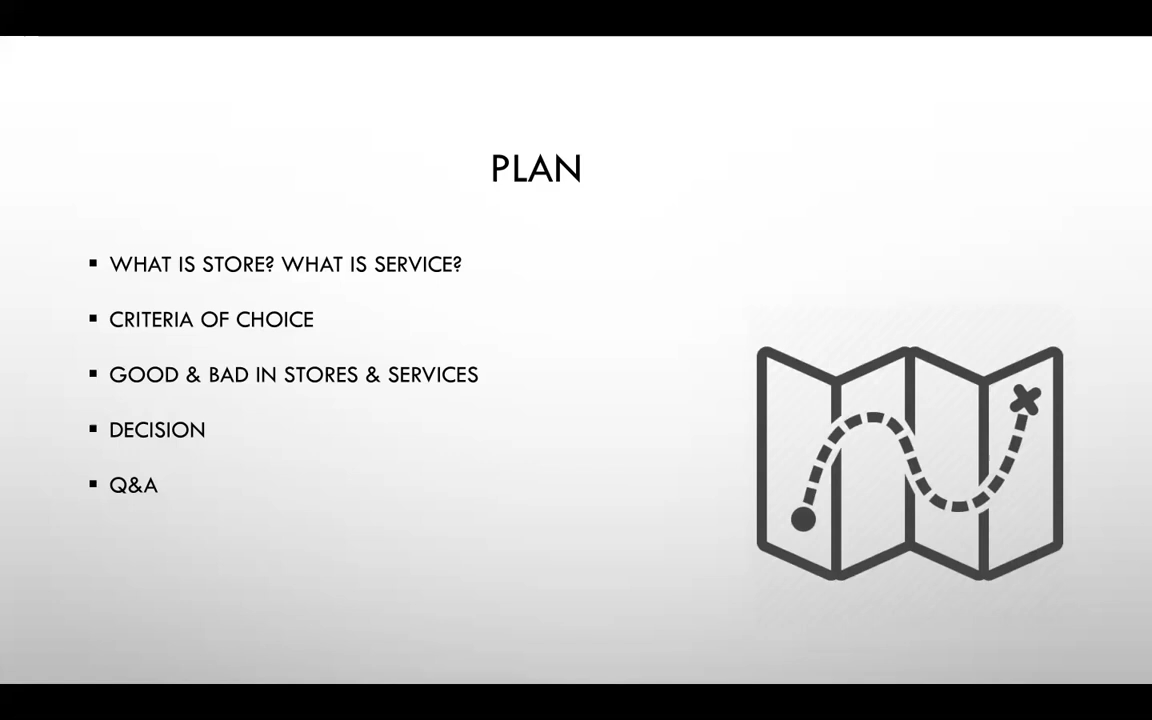 PLAN
▪ WHAT IS STORE? WHAT IS SERVICE?
▪ CRITERIA OF CHOICE
▪ GOOD & BAD IN STORES & SERVICES
▪ DECISION
▪ Q&A